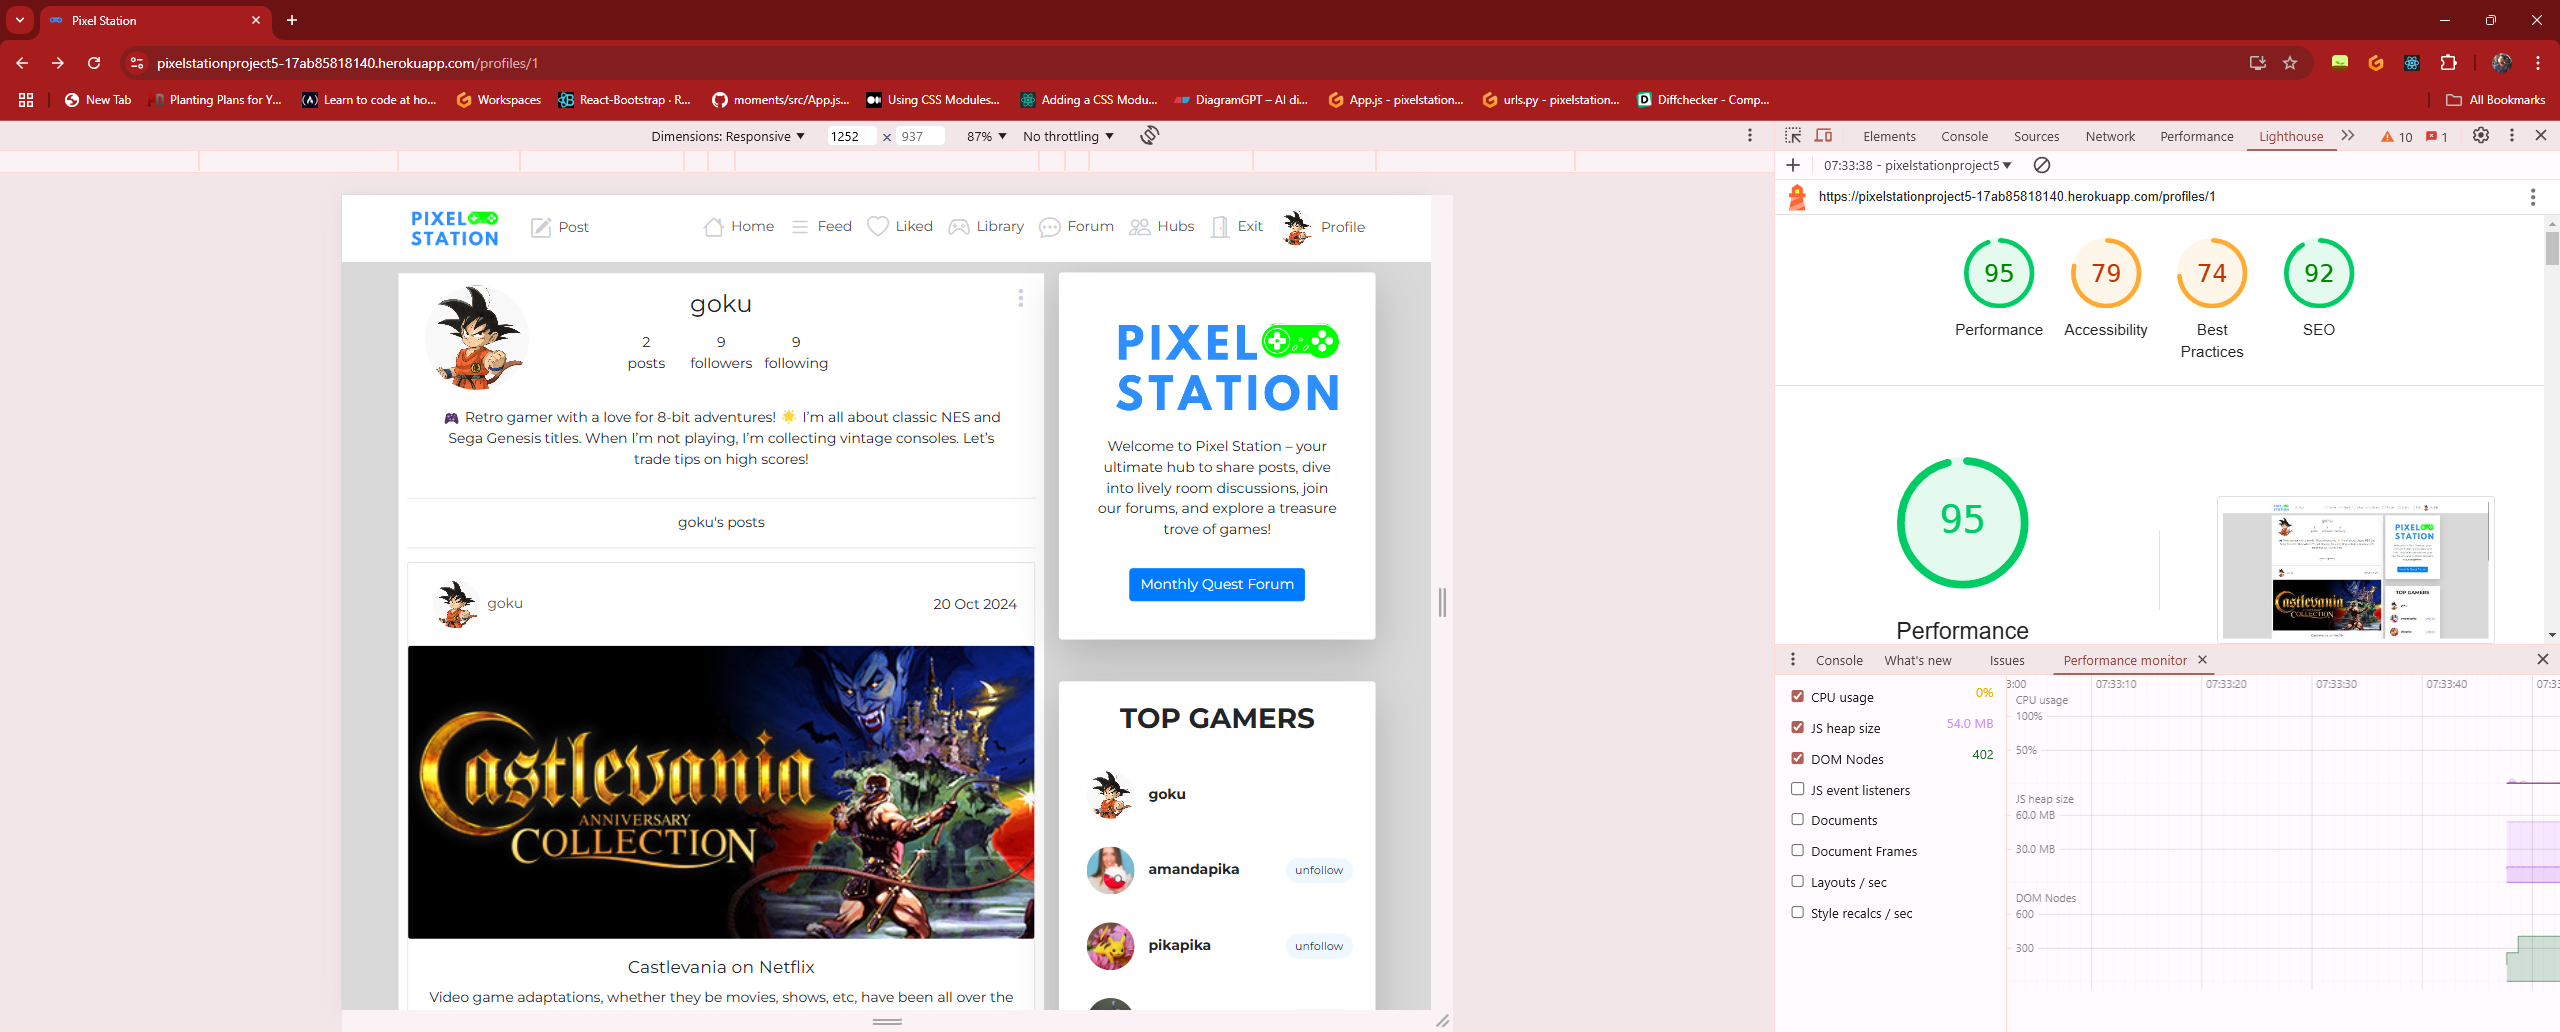 Pixel Station
pixelstationproject5-17ab85818140.herokuapp.com/profiles/1
New Tab
Planting Plans for Y...
Learn to code at ho...
Workspaces
React-Bootstrap · R...
moments/src/App.js...
Using CSS Modules...
Adding a CSS Modu...
DiagramGPT – AI di...
App.js - pixelstation...
urls.py - pixelstation...
Diffchecker - Comp...
All Bookmarks
Dimensions: Responsive
1252 × 937
87%
No throttling
PIXEL
STATION
Post
Home
Feed
Liked
Library
Forum
Hubs
Exit
Profile
goku
2
posts
9
followers
9
following
🎮 Retro gamer with a love for 8-bit adventures! 🌟 I’m all about classic NES and
Sega Genesis titles. When I’m not playing, I’m collecting vintage consoles. Let’s
trade tips on high scores!
goku's posts
goku
20 Oct 2024
Castlevania
ANNIVERSARY
COLLECTION
Castlevania on Netflix
Video game adaptations, whether they be movies, shows, etc, have been all over the
PIXEL
STATION
Welcome to Pixel Station – your
ultimate hub to share posts, dive
into lively room discussions, join
our forums, and explore a treasure
trove of games!
Monthly Quest Forum
TOP GAMERS
goku
amandapika
unfollow
pikapika
unfollow
Elements
Console
Sources
Network
Performance
Lighthouse
10
1
07:33:38 - pixelstationproject5
https://pixelstationproject5-17ab85818140.herokuapp.com/profiles/1
95
Performance
79
Accessibility
74
Best
Practices
92
SEO
95
Performance
PIXEL
STATION
TOP GAMERS
Castlevania
COLLECTION
Console
What's new
Issues
Performance monitor
CPU usage
0%
JS heap size
54.0 MB
DOM Nodes
402
JS event listeners
Documents
Document Frames
Layouts / sec
Style recalcs / sec
3:00
07:33:10
07:33:20
07:33:30
07:33:40
07:33
CPU usage
100%
50%
JS heap size
60.0 MB
30.0 MB
DOM Nodes
600
300